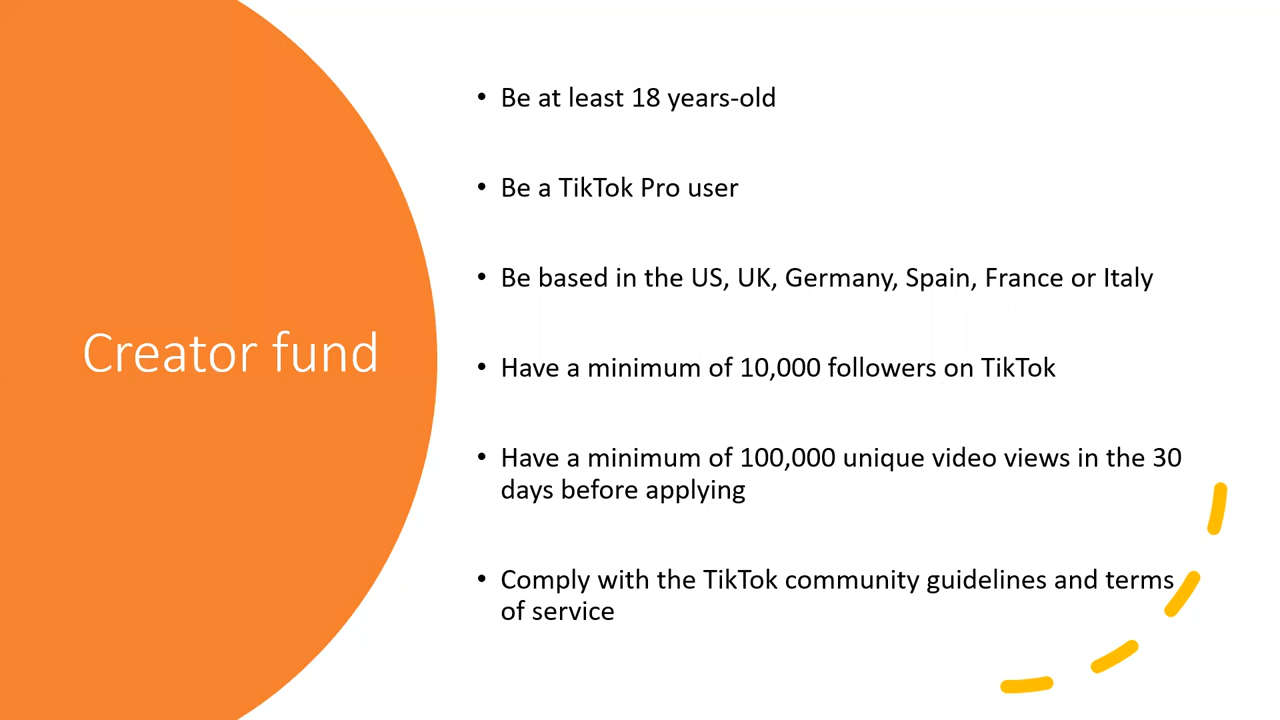 Creator fund
• Be at least 18 years-old
• Be a TikTok Pro user
• Be based in the US, UK, Germany, Spain, France or Italy
• Have a minimum of 10,000 followers on TikTok
• Have a minimum of 100,000 unique video views in the 30
days before applying
• Comply with the TikTok community guidelines and terms
of service